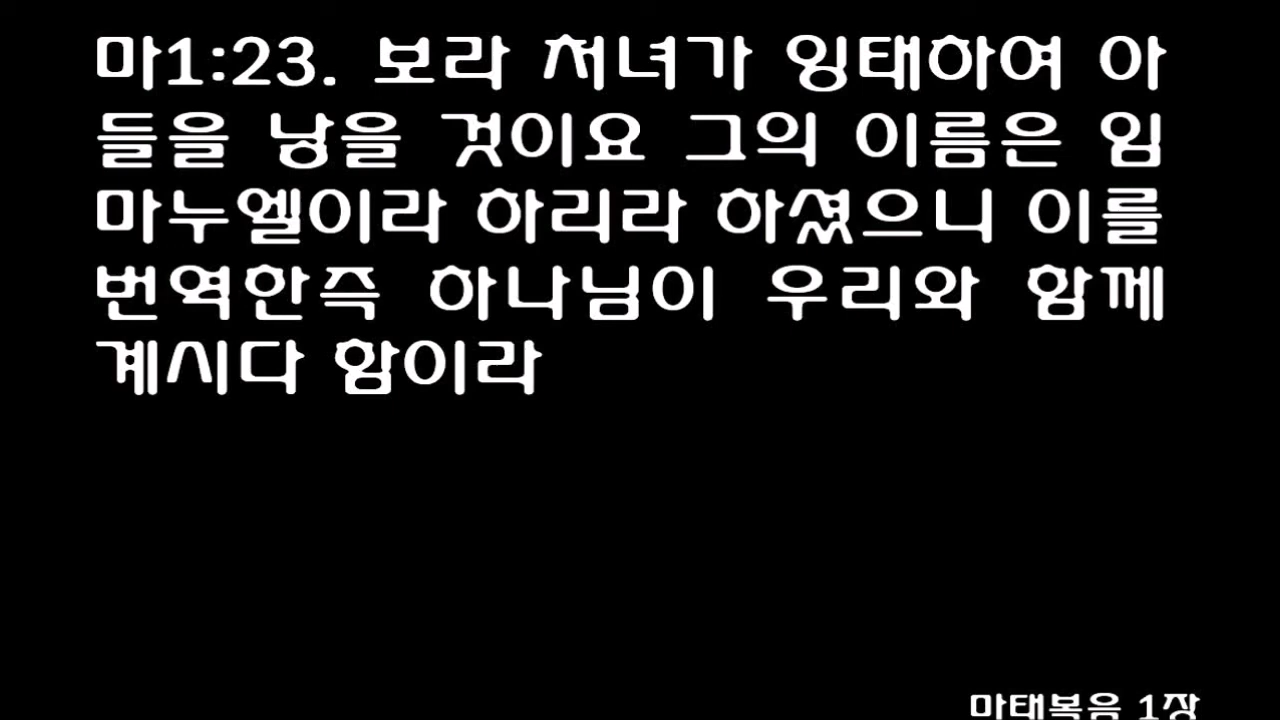 마1:23. 보라 처녀가 잉태하여 아
들을 낳을 것이요 그의 이름은 임
마누엘이라 하리라 하셨으니 이를
번역한즉 하나님이 우리와 함께
계시다 함이라
마태복음 1장